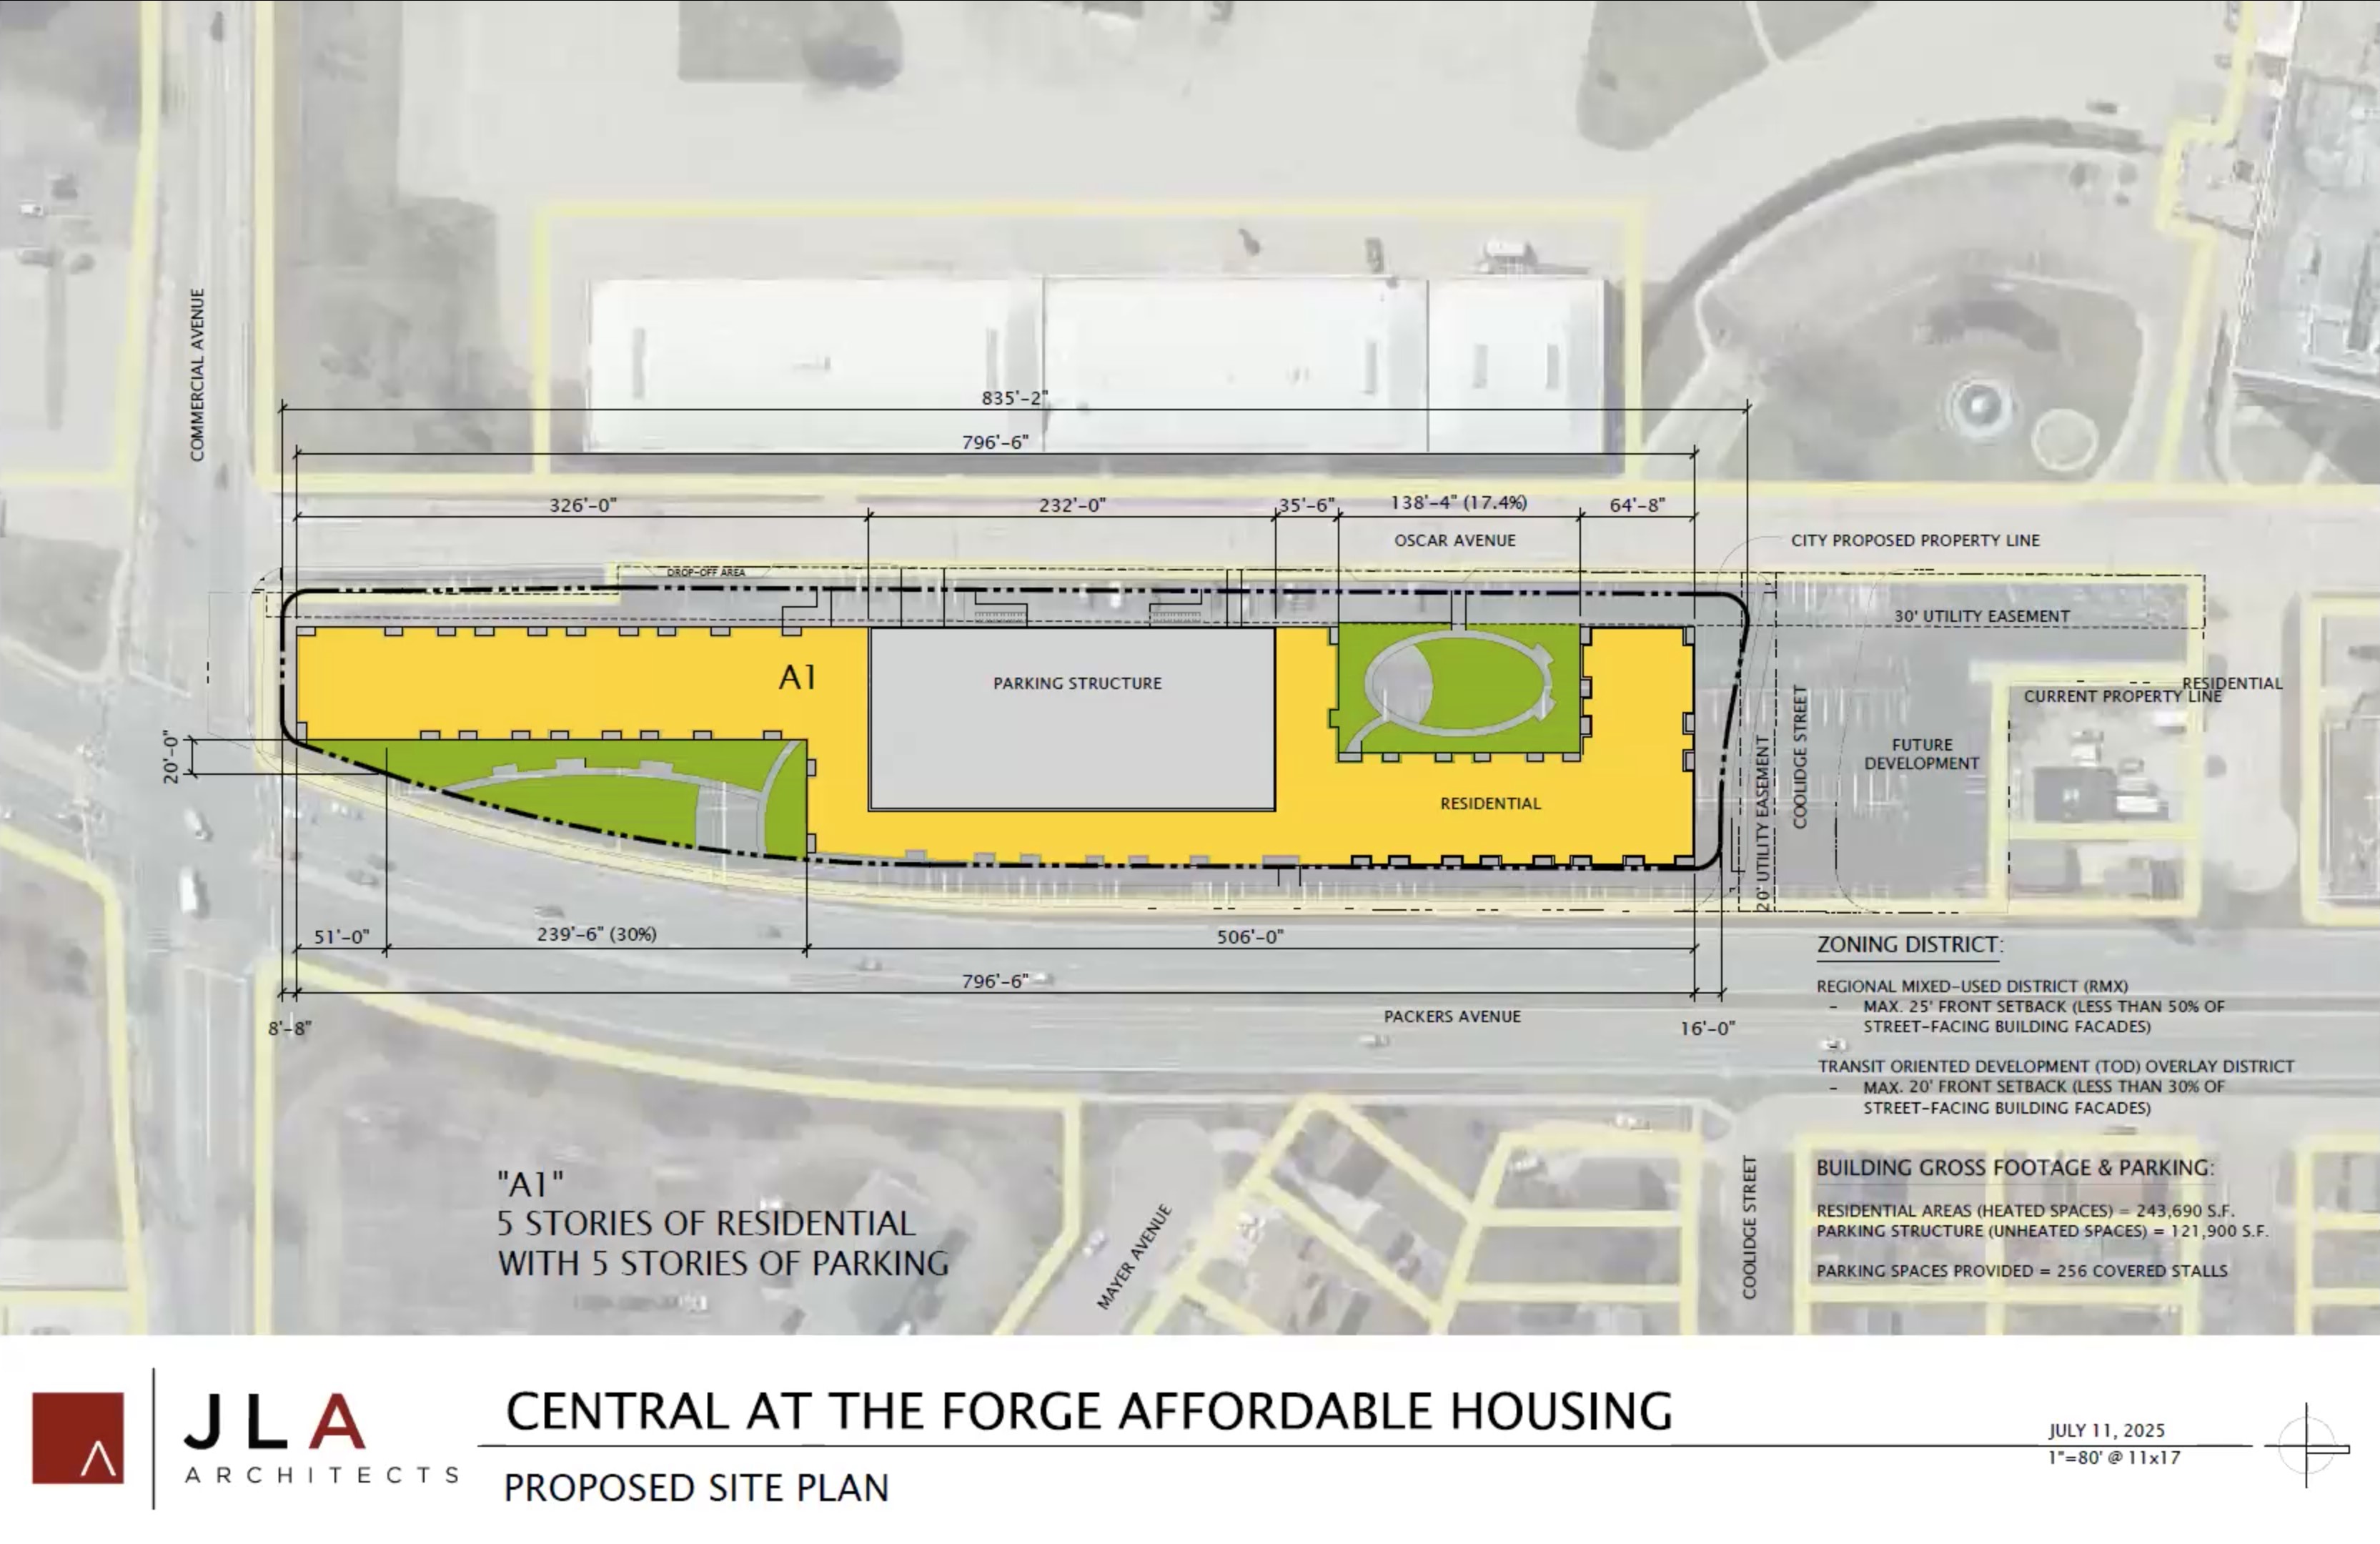 COMMERCIAL AVENUE
835'-2"
796'-6"
326'-0"
232'-0"
35'-6"
138'-4" (17.4%)
64'-8"
OSCAR AVENUE
CITY PROPOSED PROPERTY LINE
DROP-OFF AREA
30' UTILITY EASEMENT
A1
PARKING STRUCTURE
RESIDENTIAL
CURRENT PROPERTY LINE
20'-0"
COOLIDGE STREET
FUTURE
DEVELOPMENT
RESIDENTIAL
20' UTILITY EASEMENT
51'-0"
239'-6" (30%)
506'-0"
796'-6"
8'-8"
PACKERS AVENUE
16'-0"
ZONING DISTRICT:
REGIONAL MIXED-USED DISTRICT (RMX)
- MAX. 25' FRONT SETBACK (LESS THAN 50% OF
STREET-FACING BUILDING FACADES)
-
TRANSIT ORIENTED DEVELOPMENT (TOD) OVERLAY DISTRICT
- MAX. 20' FRONT SETBACK (LESS THAN 30% OF
STREET-FACING BUILDING FACADES)
"A1"
5 STORIES OF RESIDENTIAL
WITH 5 STORIES OF PARKING
MAYER AVENUE
COOLIDGE STREET
BUILDING GROSS FOOTAGE & PARKING:
RESIDENTIAL AREAS (HEATED SPACES) = 243,690 S.F.
PARKING STRUCTURE (UNHEATED SPACES) = 121,900 S.F.
PARKING SPACES PROVIDED = 256 COVERED STALLS
JLA
ARCHITECTS
CENTRAL AT THE FORGE AFFORDABLE HOUSING
PROPOSED SITE PLAN
JULY 11, 2025
1"=80' @ 11x17